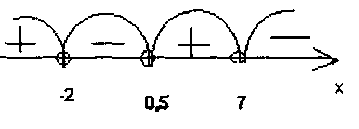 + − + −
-2 0,5 7 x